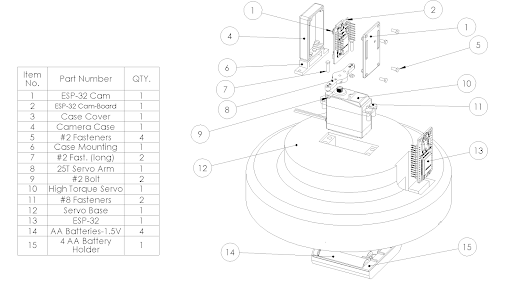 Item No. Part Number QTY.
1 ESP-32 Cam 1
2 ESP-32 Cam-Board 1
3 Case Cover 1
4 Camera Case 1
5 #2 Fasteners 4
6 Case Mounting 1
7 #2 Fast. (long) 2
8 25T Servo Arm 1
9 #2 Bolt 2
10 High Torque Servo 1
11 #8 Fasteners 2
12 Servo Base 1
13 ESP-32 1
14 AA Batteries-1.5V 4
15 4 AA Battery Holder 1
1
2
4
1
5
6
7
10
8
11
9
13
12
14
15